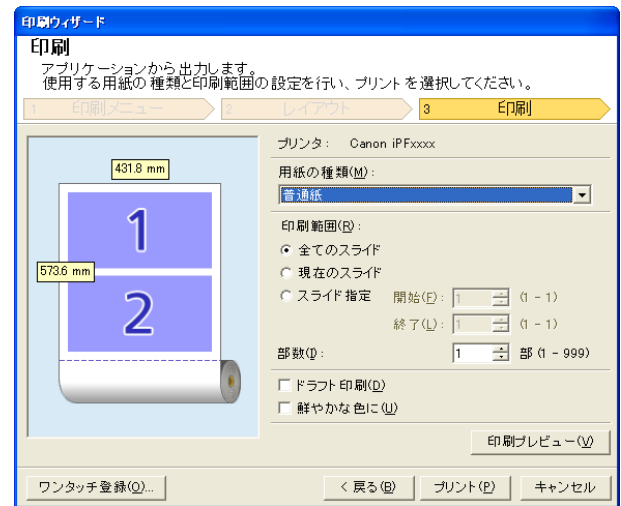 印刷ウィザード
印刷
アプリケーションから出力します。
使用する用紙の種類と印刷範囲の設定を行い、プリントを選択してください。
1 印刷メニュー 2 レイアウト 3 印刷
プリンタ： Canon iPFxxxx
431.8 mm
用紙の種類(M)：
普通紙
1
印刷範囲(R)：
全てのスライド
573.6 mm
現在のスライド
2
スライド指定 開始(F)： 1 (1 - 1)
終了(L)： 1 (1 - 1)
部数(I)： 1 部 (1 - 999)
ドラフト印刷(D)
鮮やかな色に(U)
印刷プレビュー(V)
ワンタッチ登録(O)... < 戻る(B) プリント(P) キャンセル